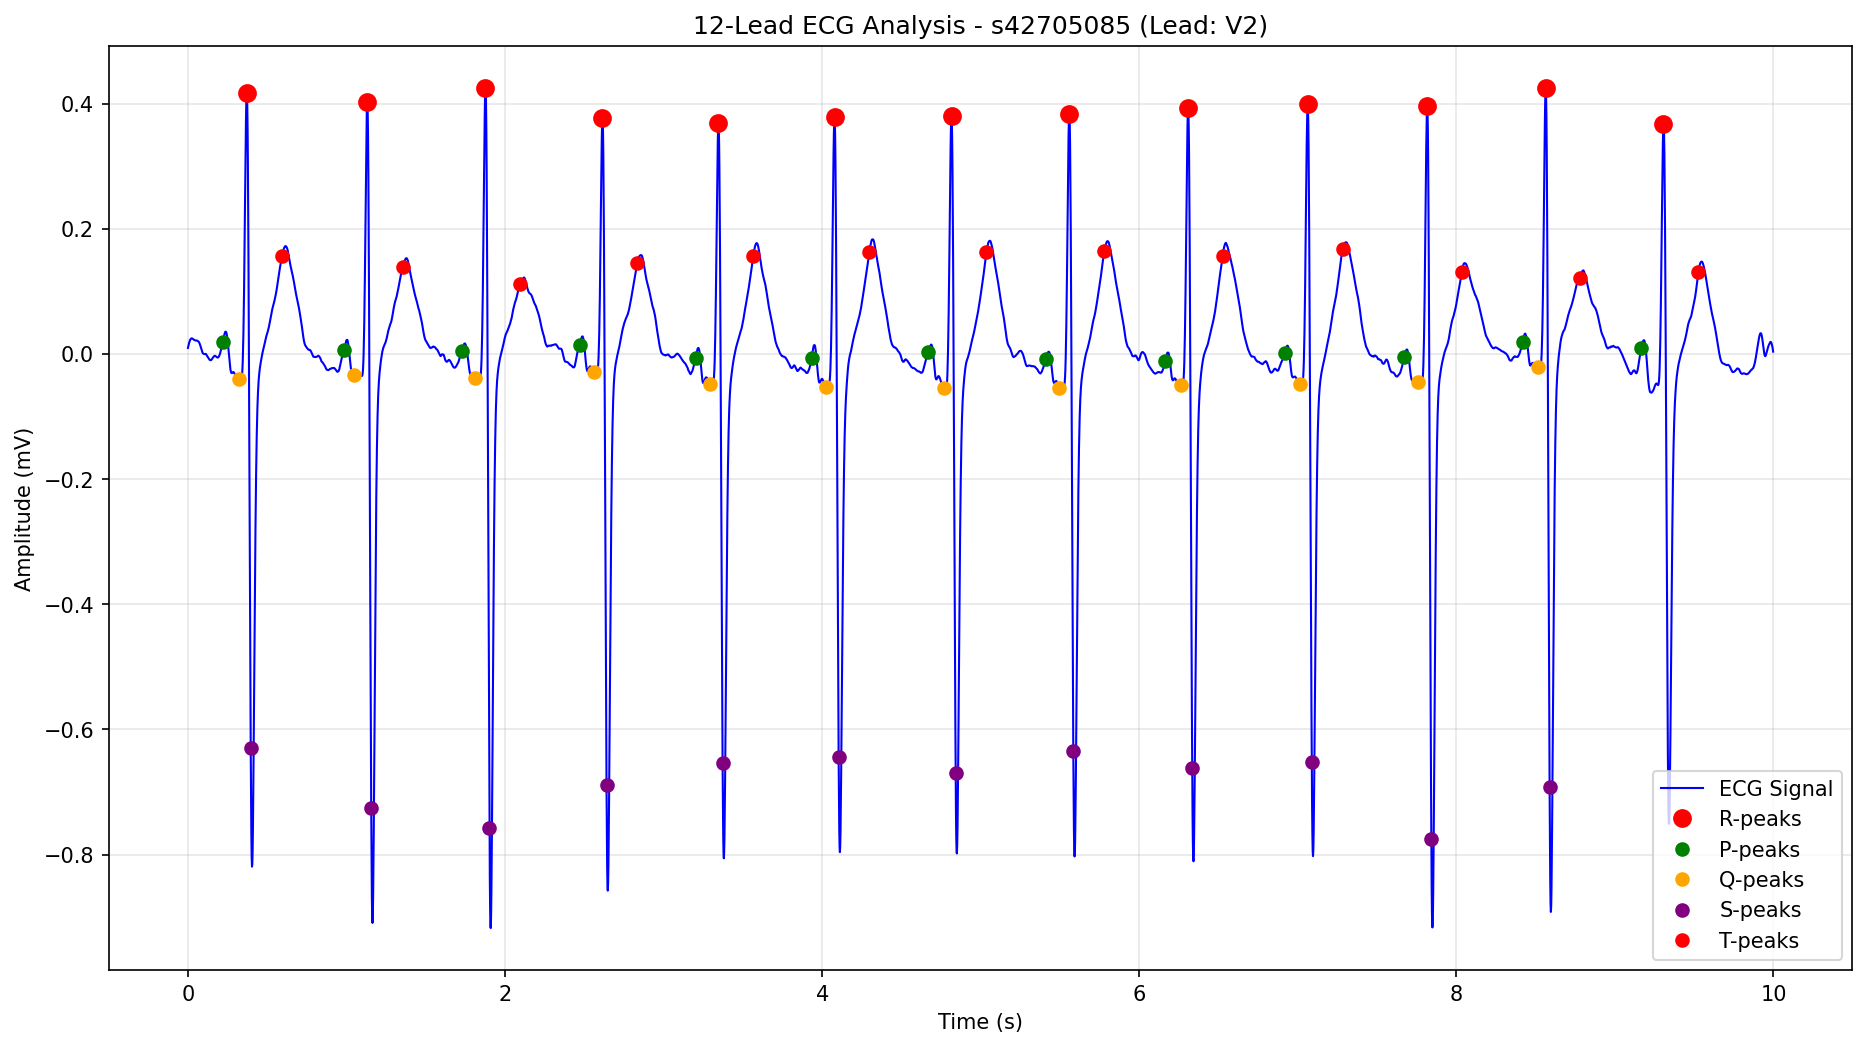 12-Lead ECG Analysis - s42705085 (Lead: V2)
Amplitude (mV)
0.4
0.2
0.0
−0.2
−0.4
−0.6
−0.8
0 2 4 6 8 10
Time (s)
ECG Signal
R-peaks
P-peaks
Q-peaks
S-peaks
T-peaks